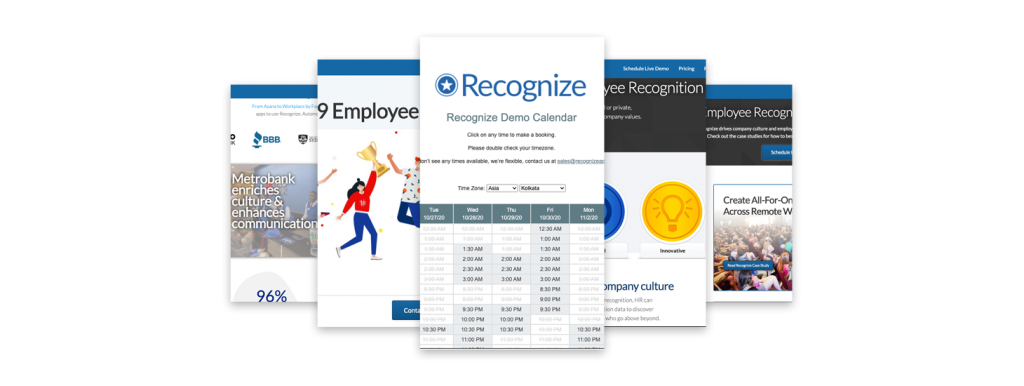 From Asana to Workplace by Fa
apps to use Recognize. Autom
BBB.
Metrobank
enriches
culture &
enhances
communication
96%
9 Employee
Conta
Recognize
Recognize Demo Calendar
Click on any time to make a booking.
Please double check your timezone.
on't see any times available, we're flexible, contact us at sales@recognizeap
Time Zone: Asia Kolkata
Tue Wed Thu Fri Mon
10/27/20 10/28/20 10/29/20 10/30/20 11/2/20
12:30 AM 12:30 AM 12:30 AM 12:30 AM 12:30 AM
1:00 AM 1:00 AM 1:00 AM 1:00 AM 1:00 AM
1:30 AM 1:30 AM 1:30 AM 1:30 AM 1:30 AM
2:00 AM 2:00 AM 2:00 AM 2:00 AM 2:00 AM
2:30 AM 2:30 AM 2:30 AM 2:30 AM 2:30 AM
3:00 AM 3:00 AM 3:00 AM 3:00 AM 3:00 AM
8:30 PM 8:30 PM 8:30 PM 8:30 PM 8:30 PM
9:00 PM 9:00 PM 9:00 PM 9:00 PM 9:00 PM
9:30 PM 9:30 PM 9:30 PM 9:30 PM 9:30 PM
10:00 PM 10:00 PM 10:00 PM 10:00 PM 10:00 PM
10:30 PM 10:30 PM 10:30 PM 10:30 PM 10:30 PM
11:00 PM 11:00 PM 11:00 PM 11:00 PM 11:00 PM
Schedule Live Demo Pricing
yee Recognition
l or private,
ompany values.
Innovative
ompany culture
recognition, HR can
tion data to discover
who go above beyond.
mployee Recogni
gnize drives company culture and employ
Check out the case studies for how to be
Schedule
Create All-For-On
Across Remote W
Read Recognize Case Study